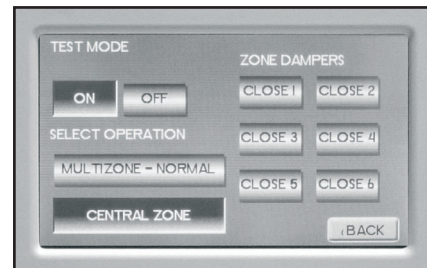 TEST MODE
ON OFF
SELECT OPERATION
MULTIZONE - NORMAL
CENTRAL ZONE
ZONE DAMPERS
CLOSE 1 CLOSE 2
CLOSE 3 CLOSE 4
CLOSE 5 CLOSE 6
‹BACK